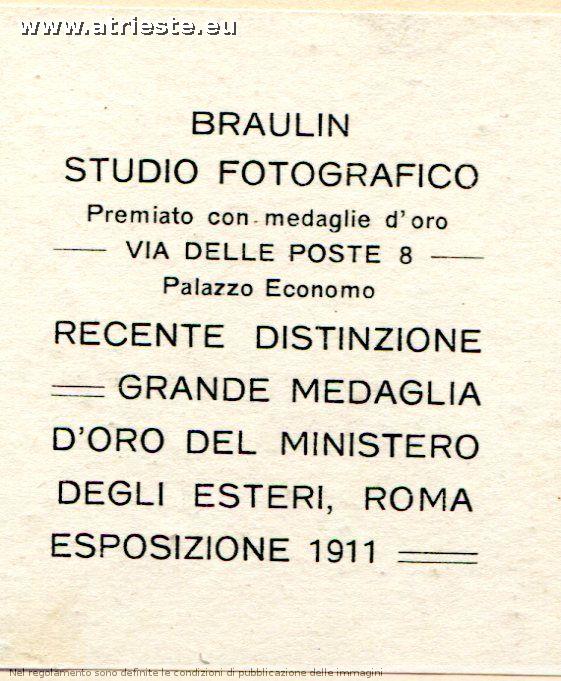 www.atrieste.eu
BRAULIN
STUDIO FOTOGRAFICO
Premiato con medaglie d'oro
VIA DELLE POSTE 8
Palazzo Economo
RECENTE DISTINZIONE
GRANDE MEDAGLIA
D'ORO DEL MINISTERO
DEGLI ESTERI, ROMA
ESPOSIZIONE 1911
Nel regolamento sono definite le condizioni di pubblicazione delle immagini